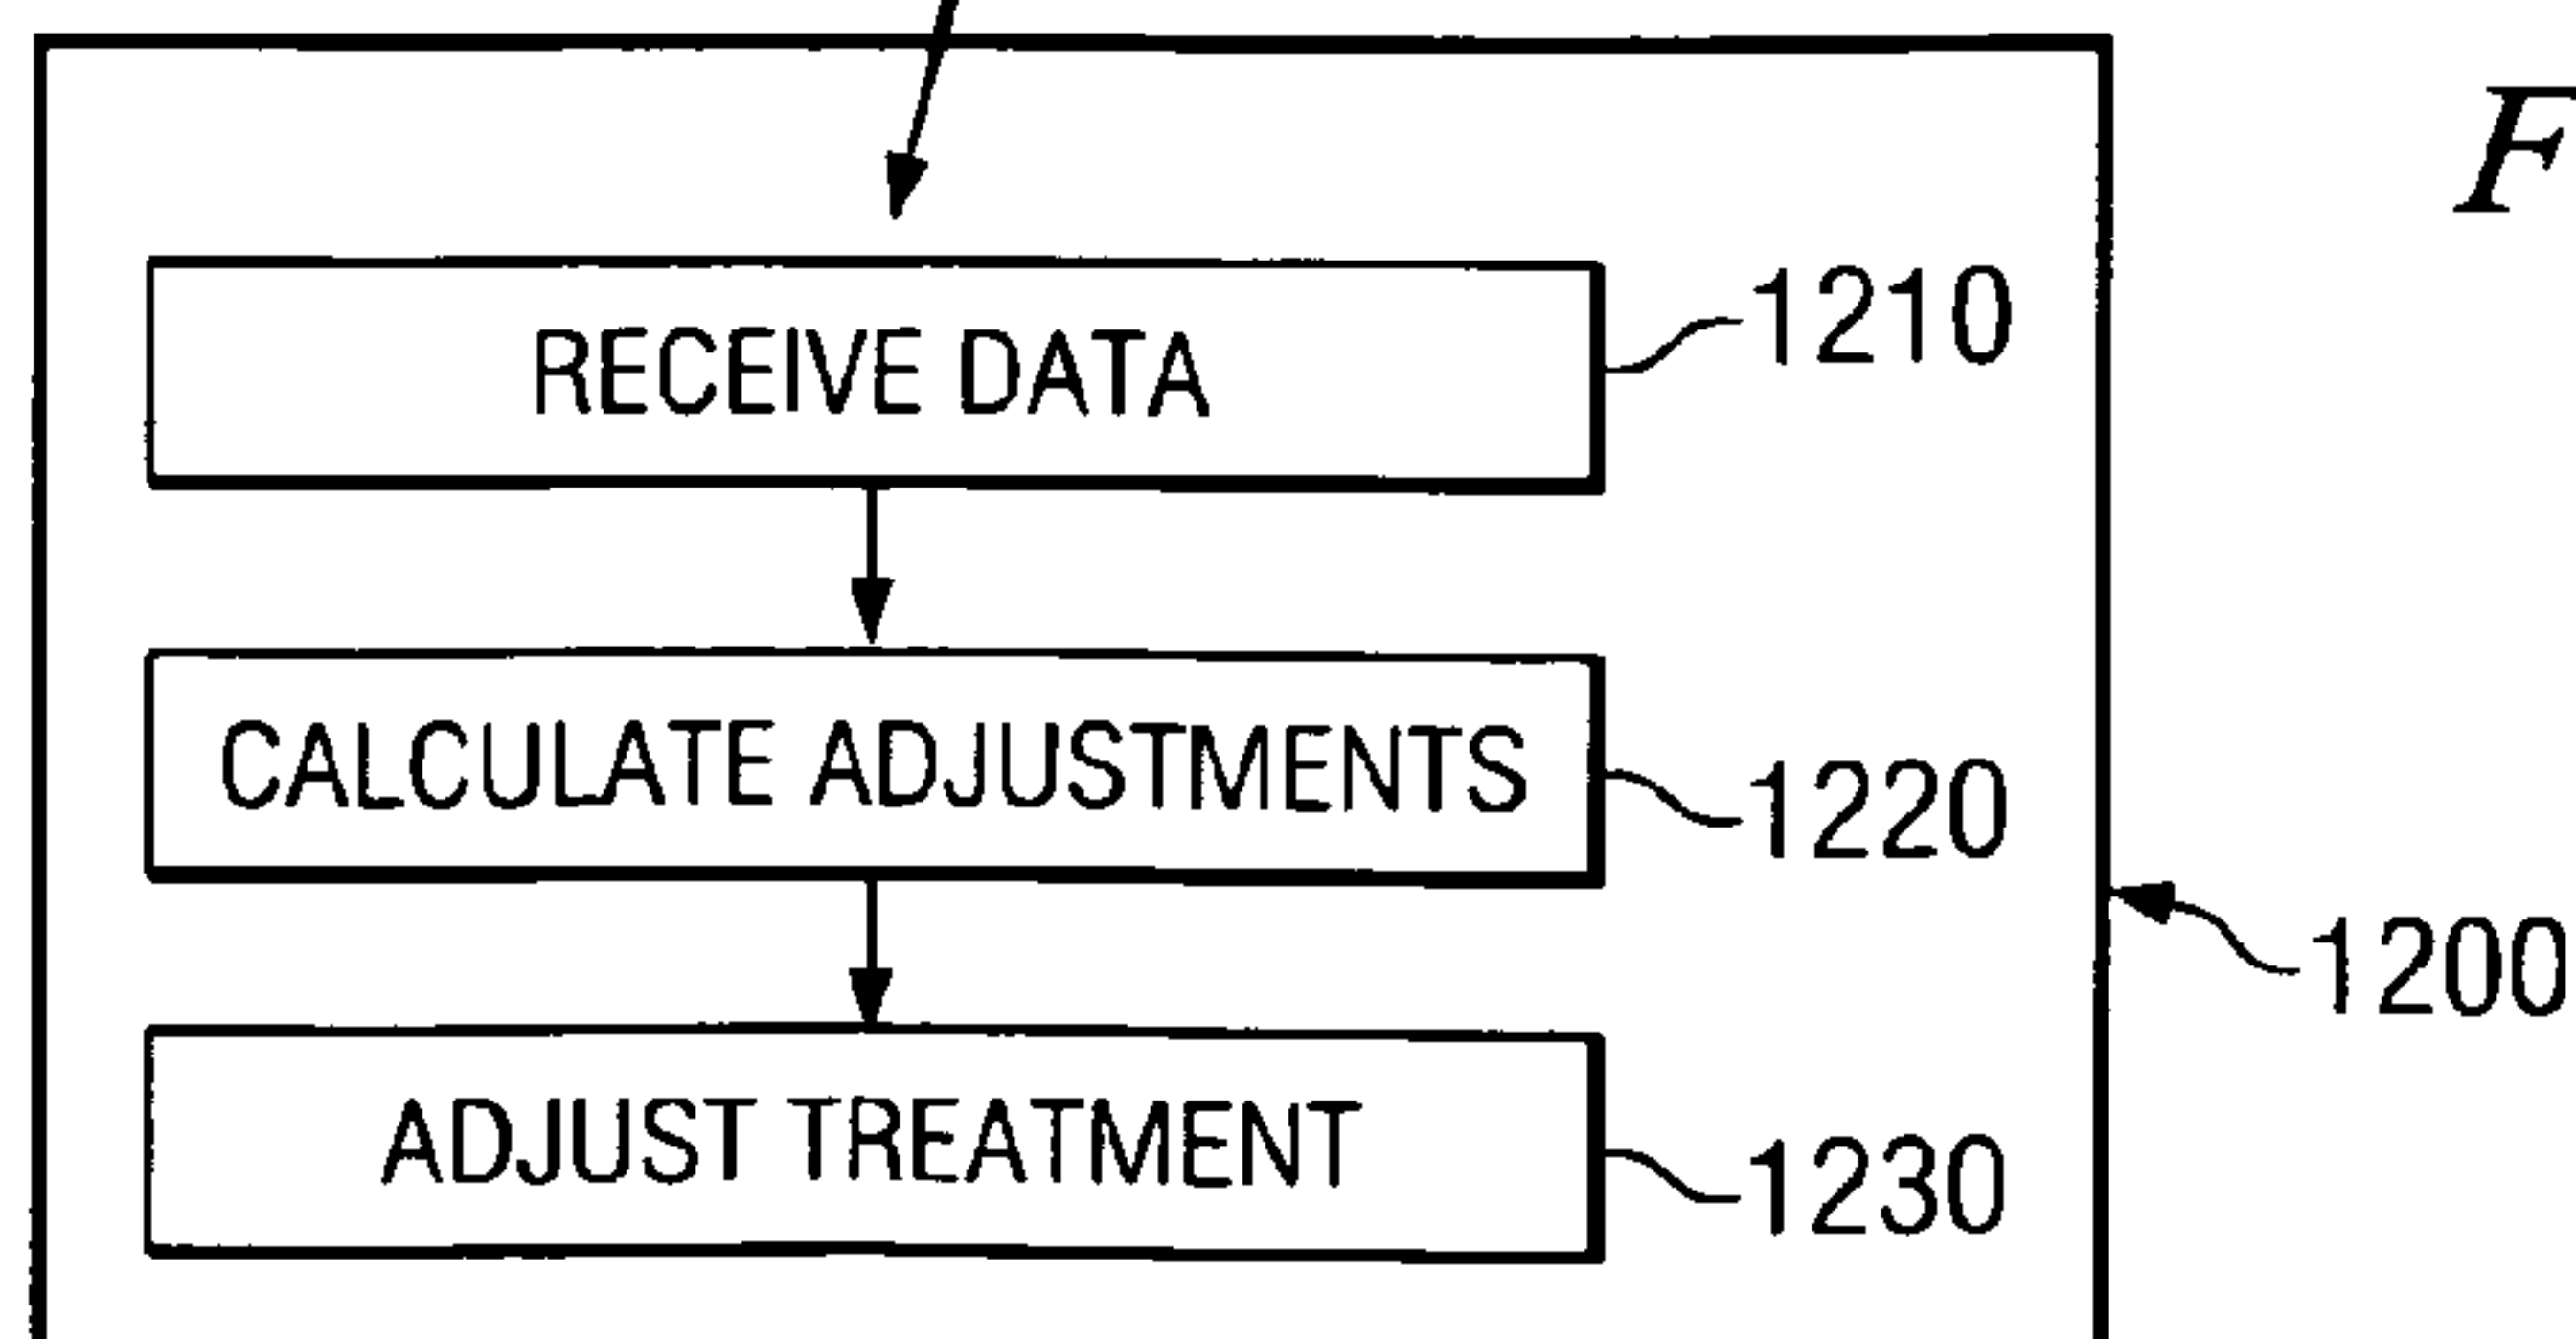 F
RECEIVE DATA
1210
CALCULATE ADJUSTMENTS
1220
1200
ADJUST TREATMENT
1230